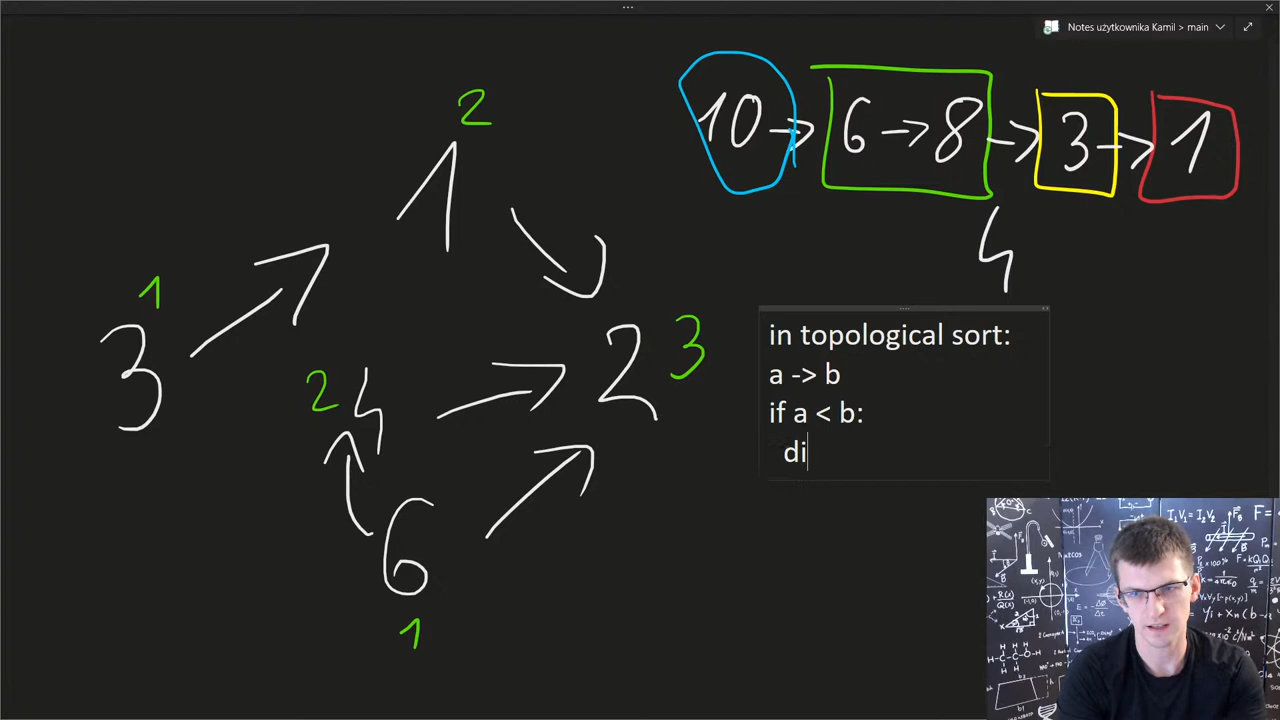 Notes użytkownika Kamil > main
10 → 6 → 8 → 3 → 1
4
2
1
1
3
2
4
2
3
6
1
in topological sort:
a -> b
if a < b:
di